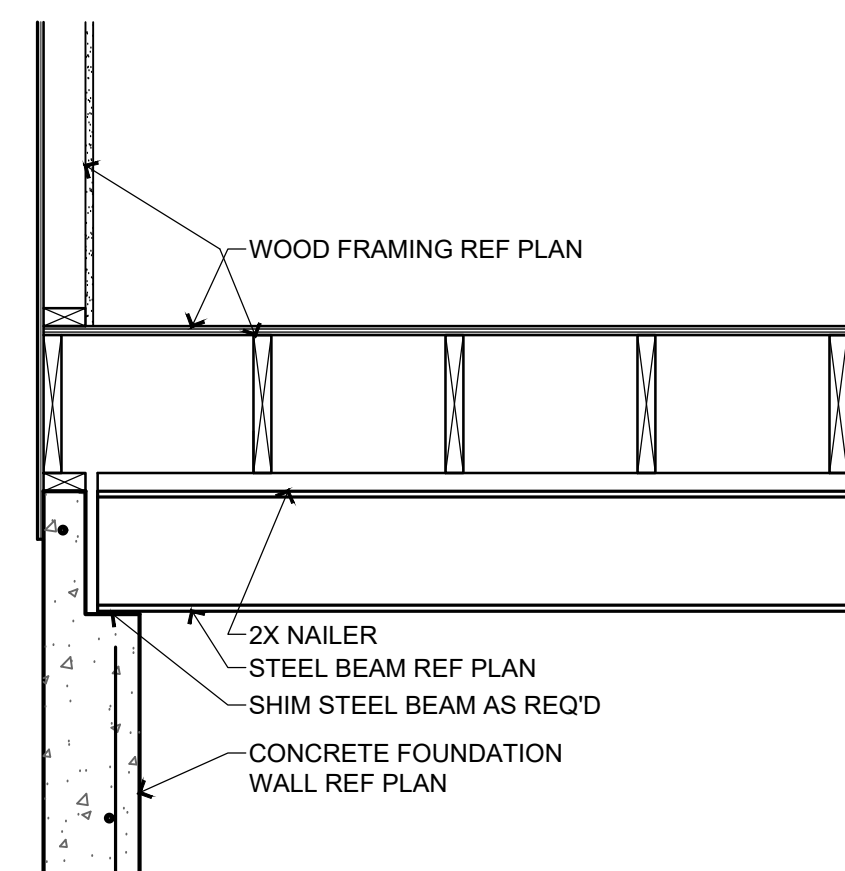 WOOD FRAMING REF PLAN
2X NAILER
STEEL BEAM REF PLAN
SHIM STEEL BEAM AS REQ'D
CONCRETE FOUNDATION
WALL REF PLAN